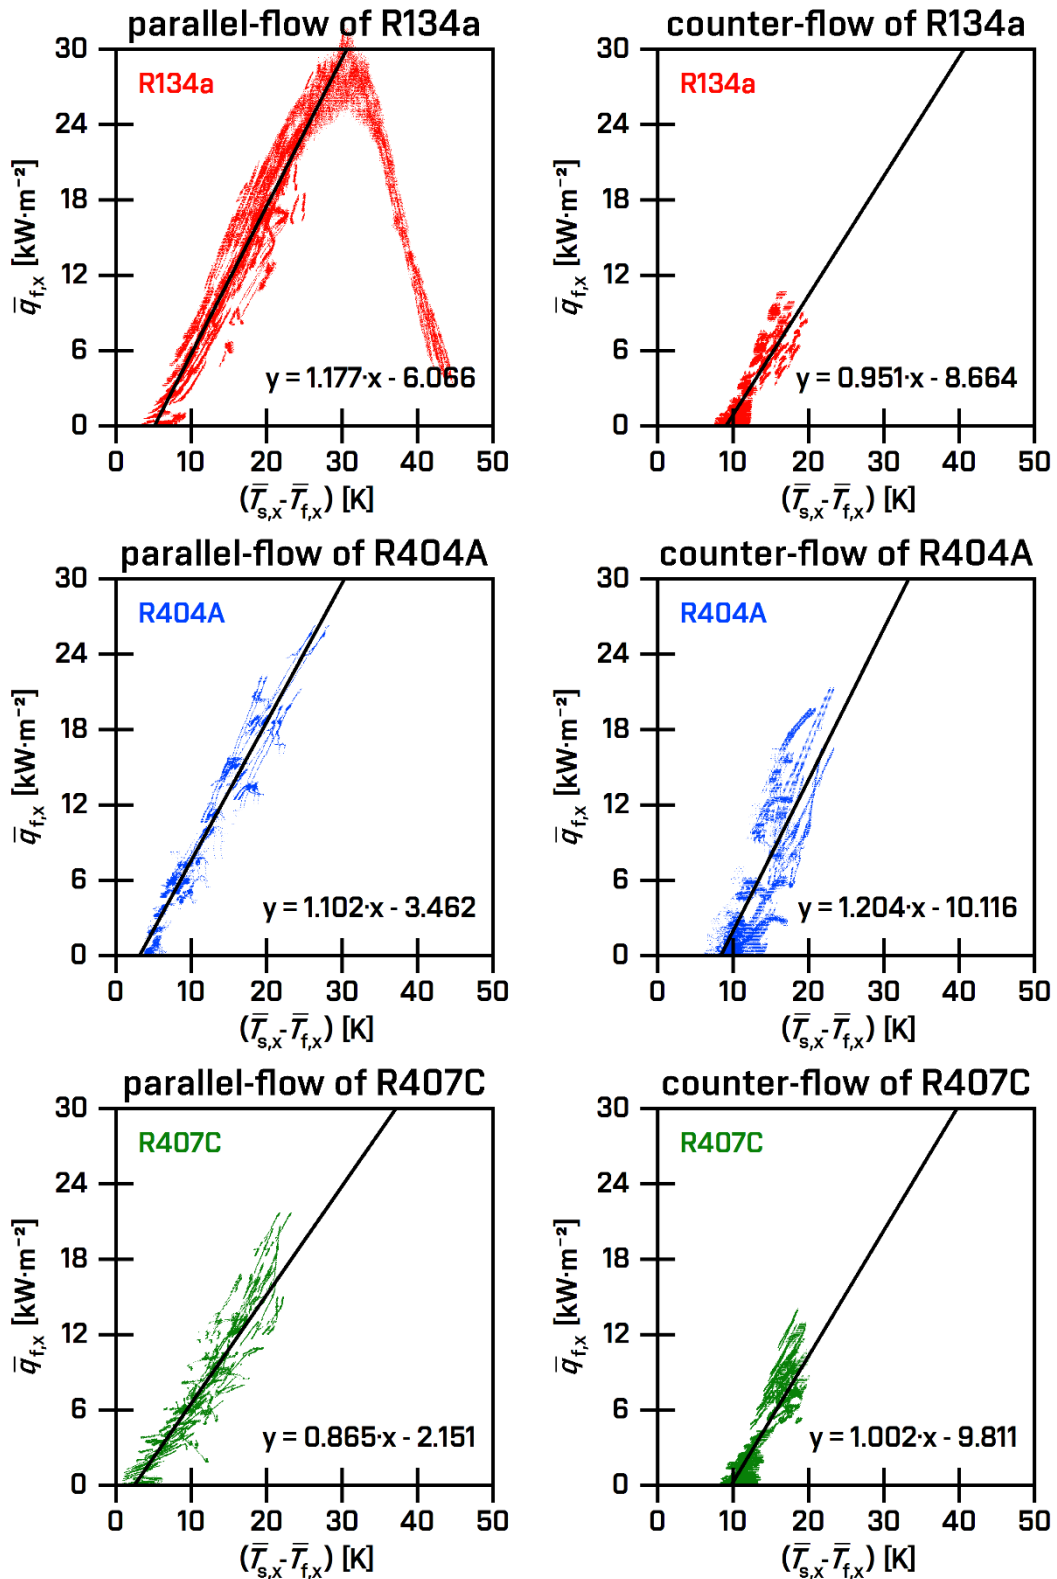 parallel-flow of R134a
counter-flow of R134a
30
24
18
12
6
0
R134a
q̅f,x [kW·m⁻²]
y = 1.177·x - 6.066
0 10 20 30 40 50
(T̅s,x-T̅f,x) [K]
30
24
18
12
6
0
R134a
q̅f,x [kW·m⁻²]
y = 0.951·x - 8.664
0 10 20 30 40 50
(T̅s,x-T̅f,x) [K]
parallel-flow of R404A
counter-flow of R404A
30
24
18
12
6
0
R404A
q̅f,x [kW·m⁻²]
y = 1.102·x - 3.462
0 10 20 30 40 50
(T̅s,x-T̅f,x) [K]
30
24
18
12
6
0
R404A
q̅f,x [kW·m⁻²]
y = 1.204·x - 10.116
0 10 20 30 40 50
(T̅s,x-T̅f,x) [K]
parallel-flow of R407C
counter-flow of R407C
30
24
18
12
6
0
R407C
q̅f,x [kW·m⁻²]
y = 0.865·x - 2.151
0 10 20 30 40 50
(T̅s,x-T̅f,x) [K]
30
24
18
12
6
0
R407C
q̅f,x [kW·m⁻²]
y = 1.002·x - 9.811
0 10 20 30 40 50
(T̅s,x-T̅f,x) [K]